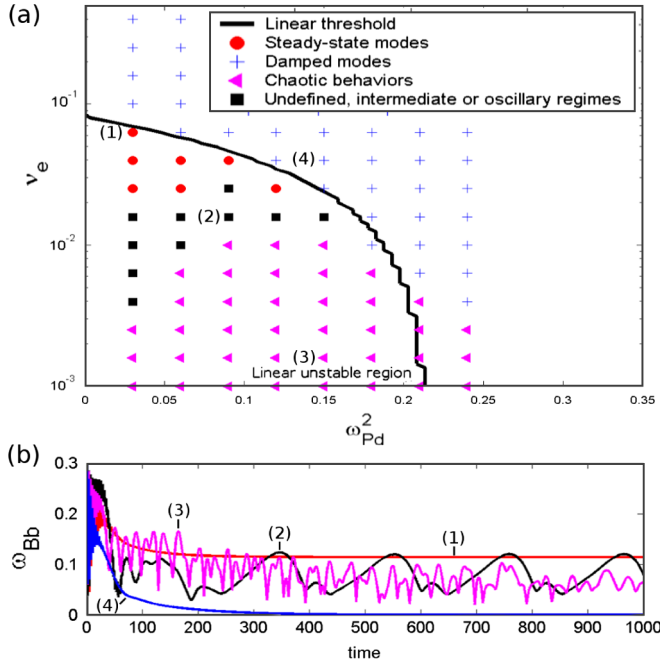 (a)
Linear threshold
Steady-state modes
Damped modes
Chaotic behaviors
Undefined, intermediate or oscillary regimes
10⁻¹
(1)
(4)
ν_e
(2)
10⁻²
(3)
Linear unstable region
10⁻³
0 0.05 0.1 0.15 0.2 0.25 0.3 0.35
ω²_Pd
(b)
0.3
(3)
(2)
(1)
0.2
ω_Bb
0.1
(4)
0
0 100 200 300 400 500 600 700 800 900 1000
time